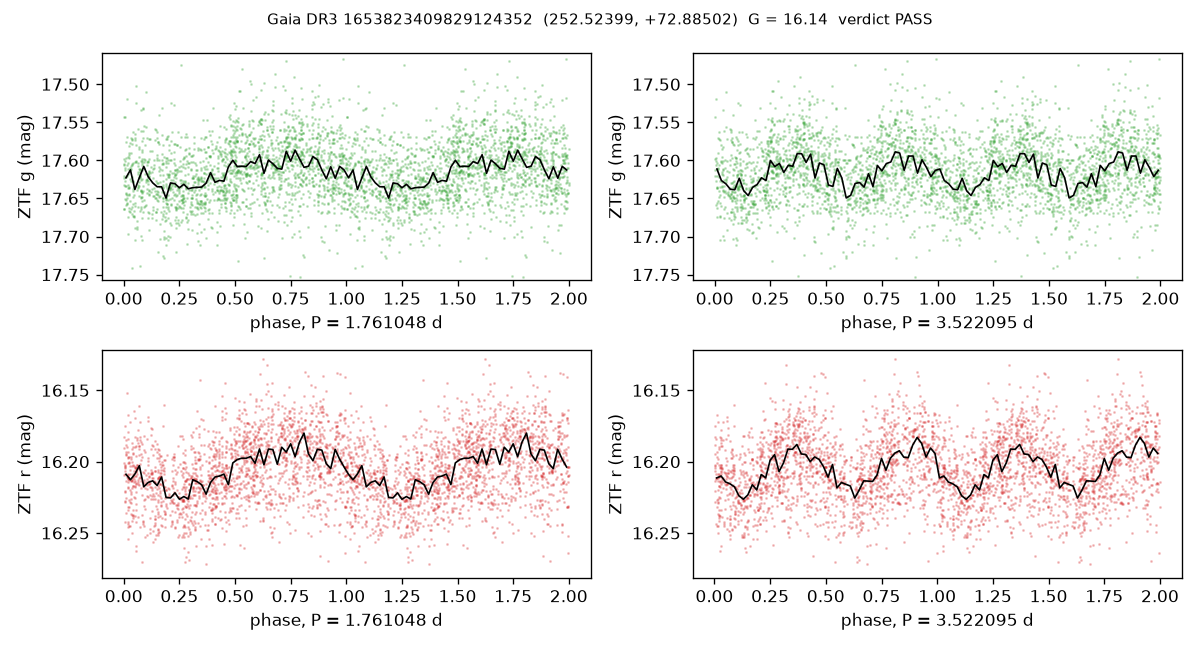 Gaia DR3 1653823409829124352 (252.52399, +72.88502) G = 16.14 verdict PASS
ZTF g (mag)
17.50
17.55
17.60
17.65
17.70
17.75
0.00 0.25 0.50 0.75 1.00 1.25 1.50 1.75 2.00
phase, P = 1.761048 d
ZTF g (mag)
17.50
17.55
17.60
17.65
17.70
17.75
0.00 0.25 0.50 0.75 1.00 1.25 1.50 1.75 2.00
phase, P = 3.522095 d
ZTF r (mag)
16.15
16.20
16.25
0.00 0.25 0.50 0.75 1.00 1.25 1.50 1.75 2.00
phase, P = 1.761048 d
ZTF r (mag)
16.15
16.20
16.25
0.00 0.25 0.50 0.75 1.00 1.25 1.50 1.75 2.00
phase, P = 3.522095 d